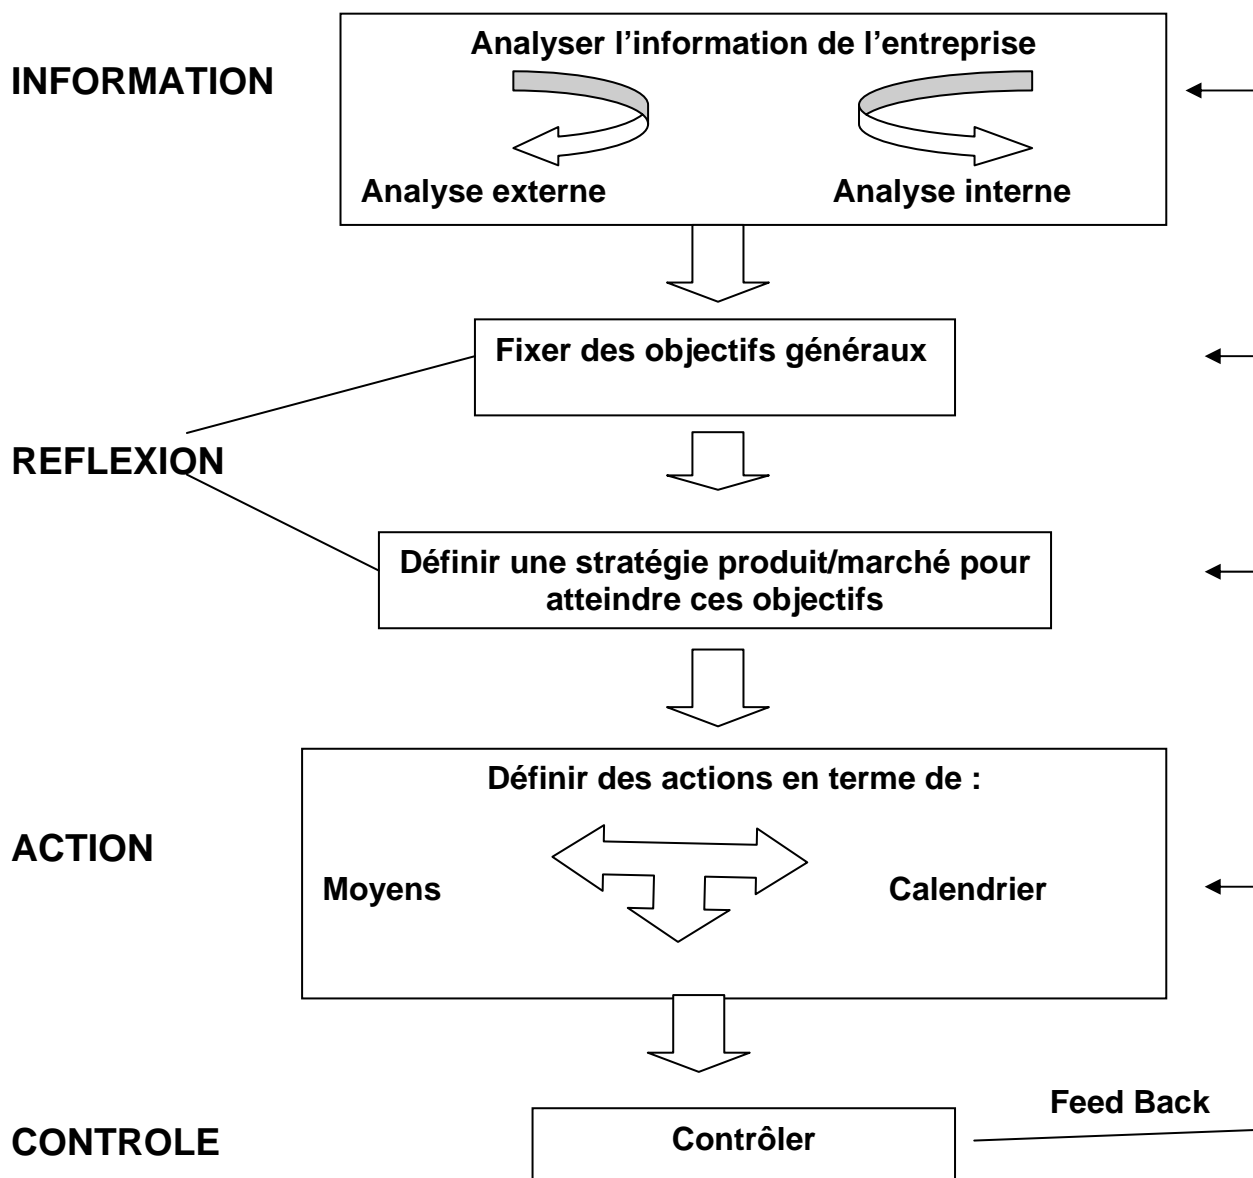 Analyser l’information de l’entreprise
INFORMATION
Analyse externe
Analyse interne
Fixer des objectifs généraux
REFLEXION
Définir une stratégie produit/marché pour
atteindre ces objectifs
Définir des actions en terme de :
ACTION
Moyens
Calendrier
Feed Back
CONTROLE
Contrôler